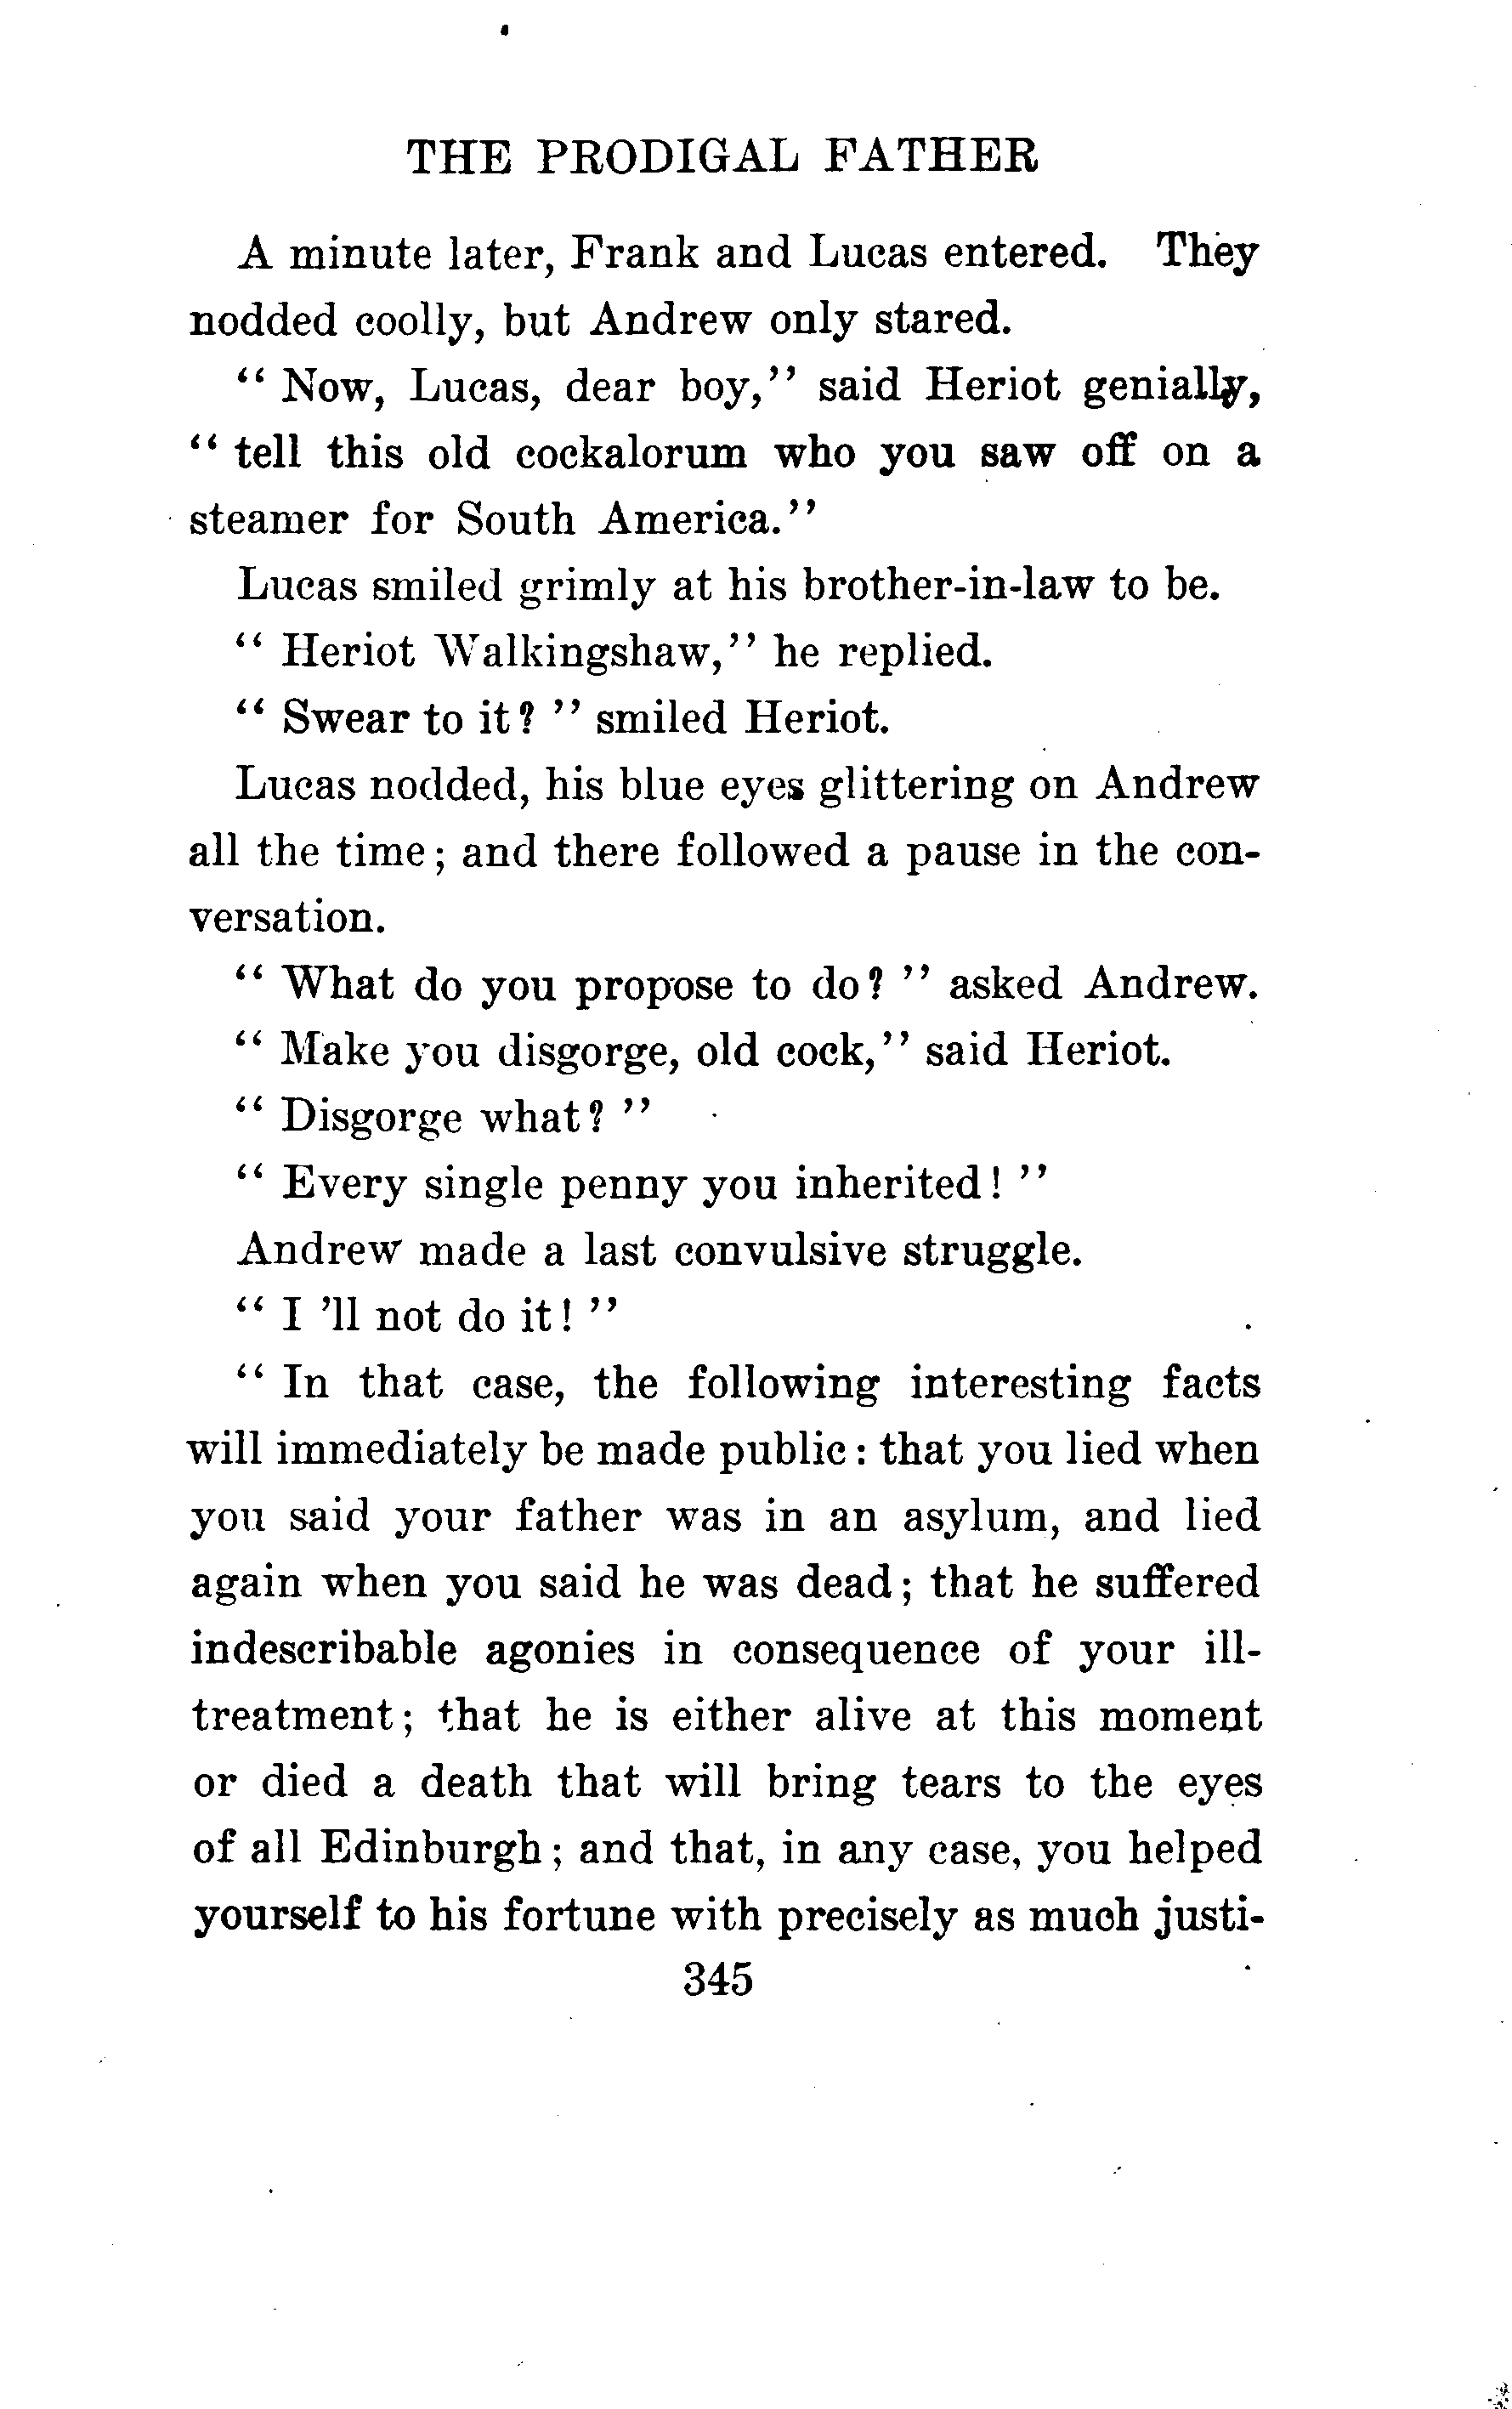 THE PRODIGAL FATHER
A minute later, Frank and Lucas entered. They
nodded coolly, but Andrew only stared.
“ Now, Lucas, dear boy,” said Heriot genially,
“ tell this old cockalorum who you saw off on a
steamer for South America.”
Lucas smiled grimly at his brother-in-law to be.
“ Heriot Walkingshaw,” he replied.
“ Swear to it? ” smiled Heriot.
Lucas nodded, his blue eyes glittering on Andrew
all the time; and there followed a pause in the con-
versation.
“ What do you propose to do? ” asked Andrew.
“ Make you disgorge, old cock,” said Heriot.
“ Disgorge what? ”
“ Every single penny you inherited! ”
Andrew made a last convulsive struggle.
“ I 'll not do it! ”
“ In that case, the following interesting facts
will immediately be made public: that you lied when
you said your father was in an asylum, and lied
again when you said he was dead; that he suffered
indescribable agonies in consequence of your ill-
treatment; that he is either alive at this moment
or died a death that will bring tears to the eyes
of all Edinburgh; and that, in any case, you helped
yourself to his fortune with precisely as much justi-
345